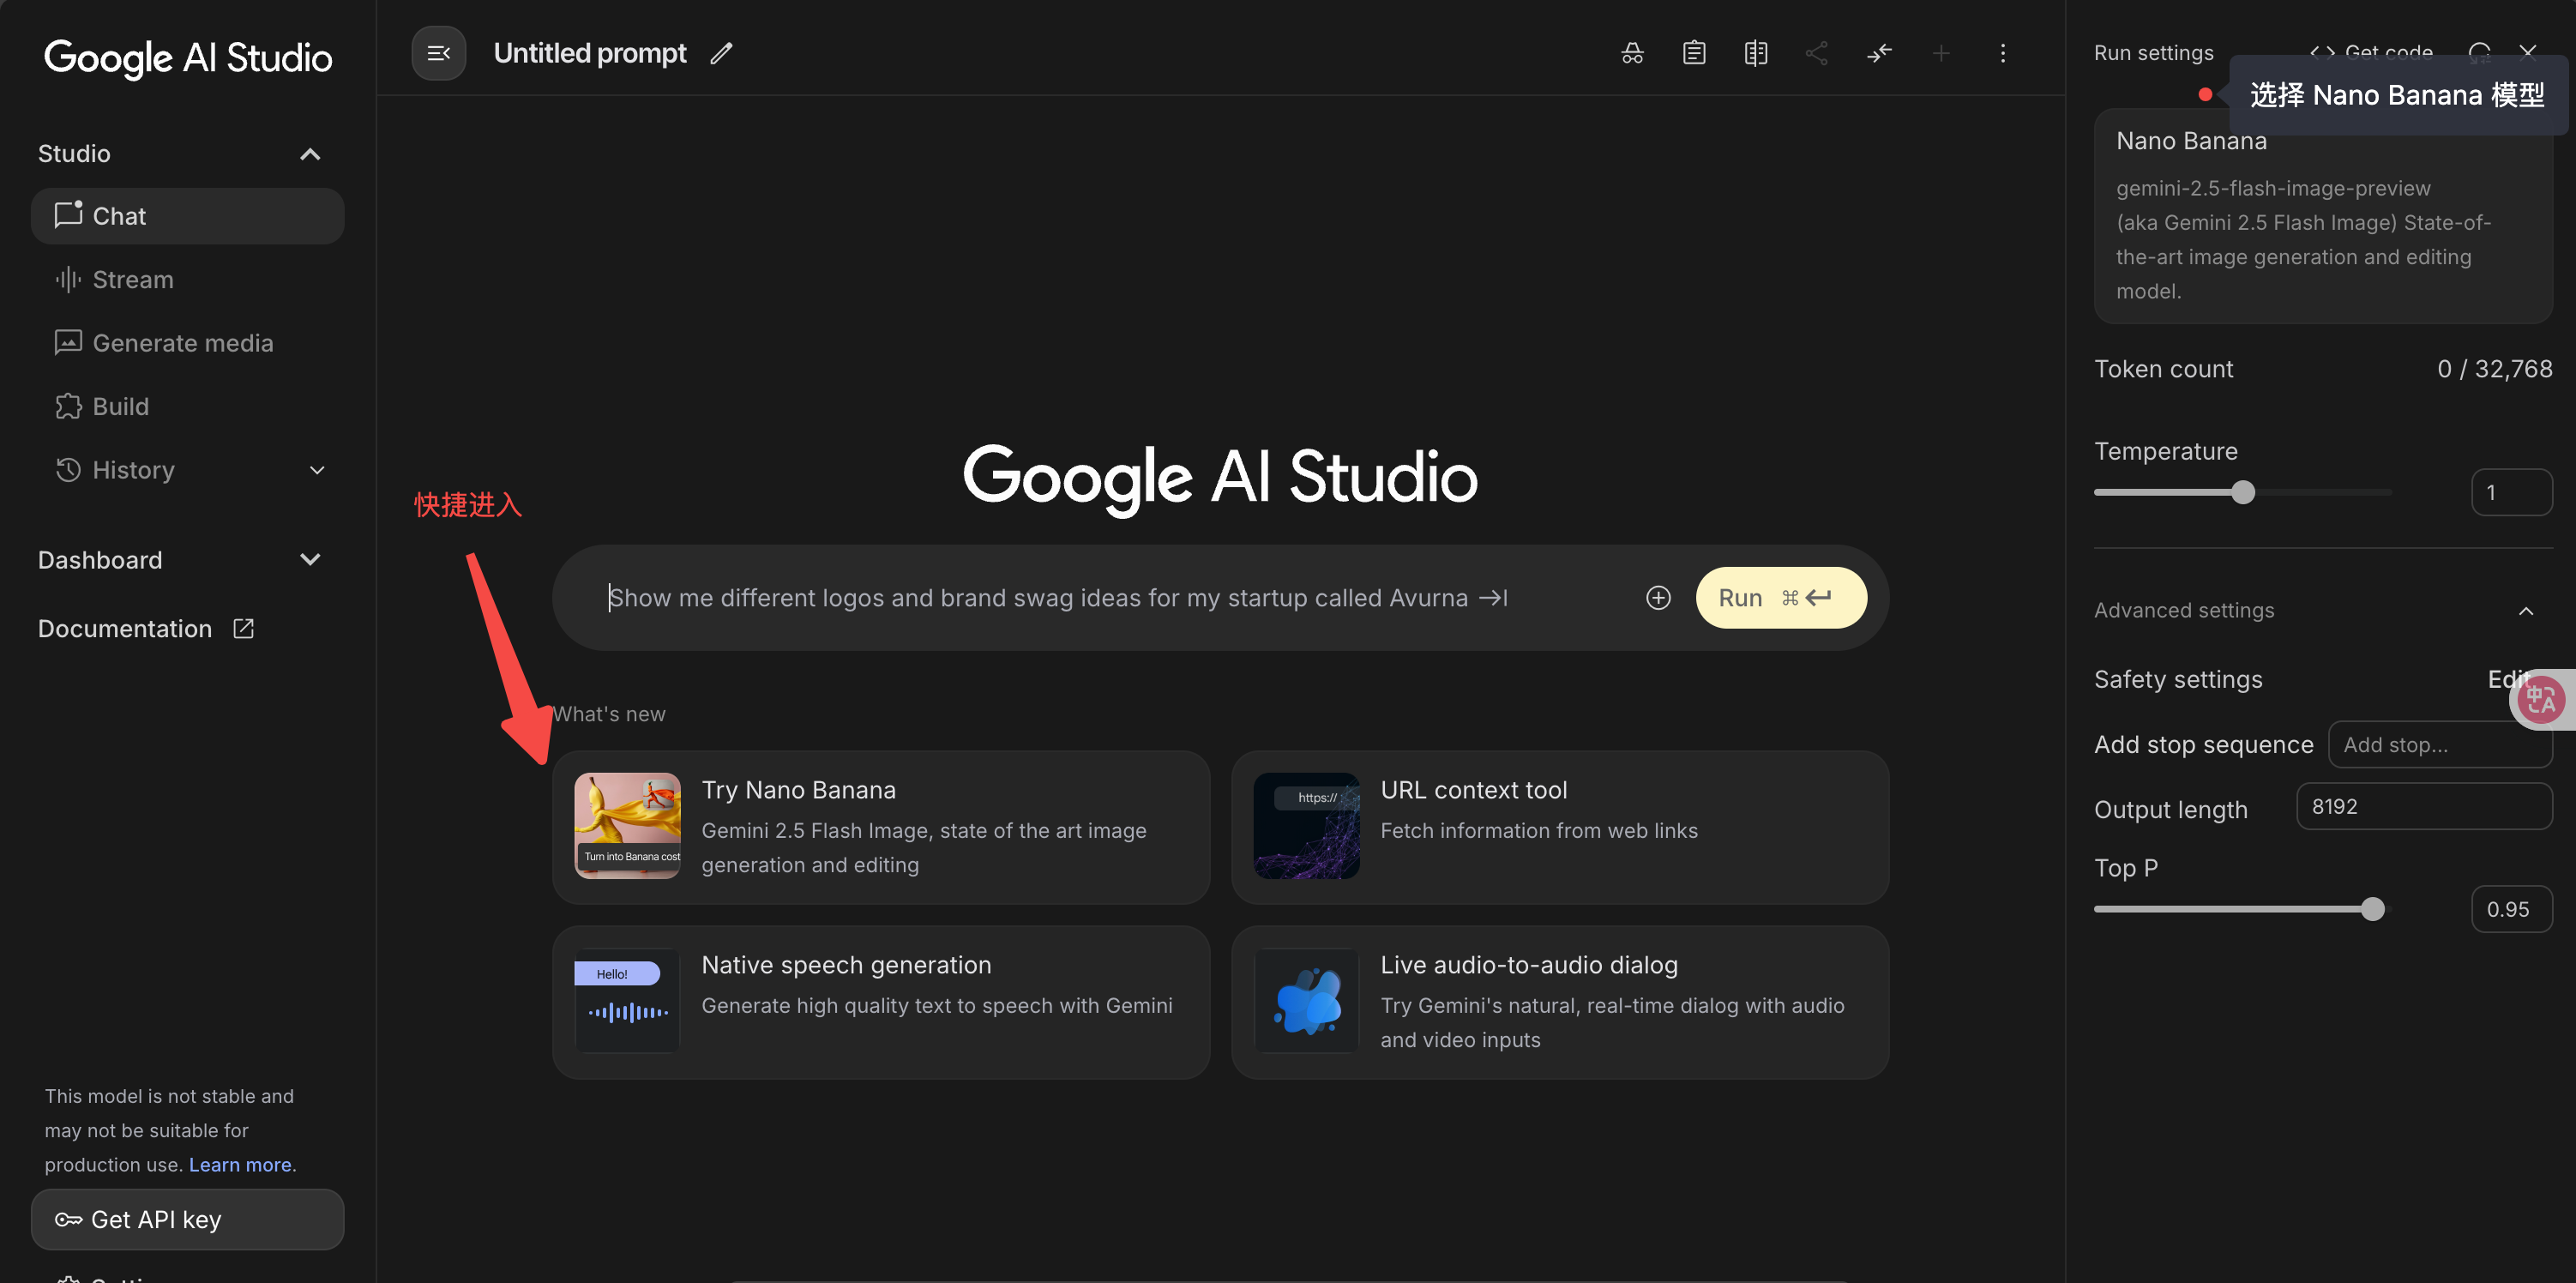 Google AI Studio
Studio
Chat
Stream
Generate media
Build
History
Dashboard
Documentation
This model is not stable and
may not be suitable for
production use. Learn more.
Get API key
Untitled prompt
快捷进入
Google AI Studio
Show me different logos and brand swag ideas for my startup called Avurna
Run ⌘
What's new
Try Nano Banana
Gemini 2.5 Flash Image, state of the art image
generation and editing
Turn into Banana cost
URL context tool
Fetch information from web links
https://
Native speech generation
Generate high quality text to speech with Gemini
Hello!
Live audio-to-audio dialog
Try Gemini's natural, real-time dialog with audio
and video inputs
Run settings
Get code
选择 Nano Banana 模型
Nano Banana
gemini-2.5-flash-image-preview
(aka Gemini 2.5 Flash Image) State-of-
the-art image generation and editing
model.
Token count 0 / 32,768
Temperature
1
Advanced settings
Safety settings Edit
中A
Add stop sequence Add stop...
Output length 8192
Top P
0.95